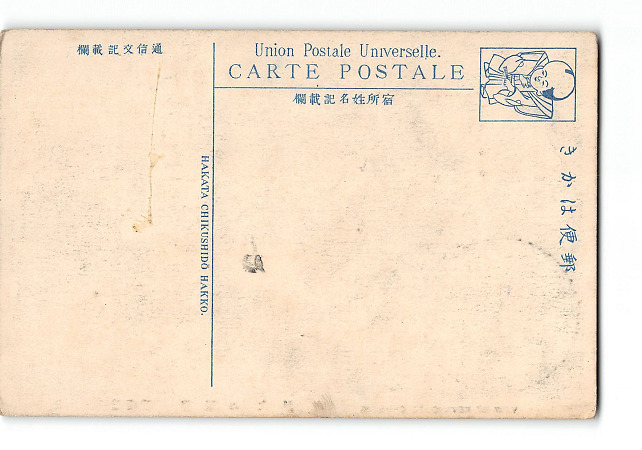 通信文記載欄
Union Postale Universelle.
CARTE POSTALE
宿所姓名記載欄
きかは便郵
HAKATA CHIKUSHIDŌ HAKKO.